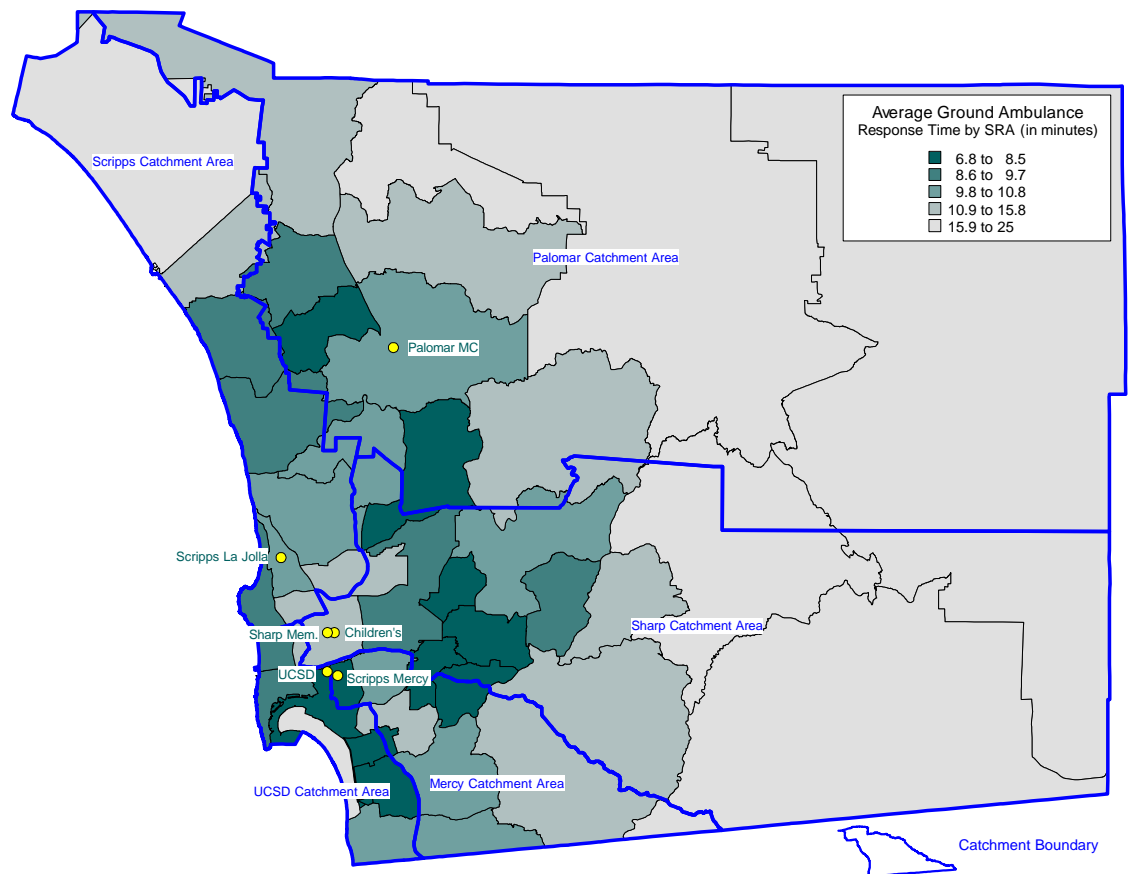 Average Ground Ambulance
Response Time by SRA (in minutes)
6.8 to 8.5
8.6 to 9.7
9.8 to 10.8
10.9 to 15.8
15.9 to 25
Scripps Catchment Area
Palomar Catchment Area
Palomar MC
Scripps La Jolla
Sharp Mem.
Children's
Sharp Catchment Area
UCSD
Scripps Mercy
UCSD Catchment Area
Mercy Catchment Area
Catchment Boundary